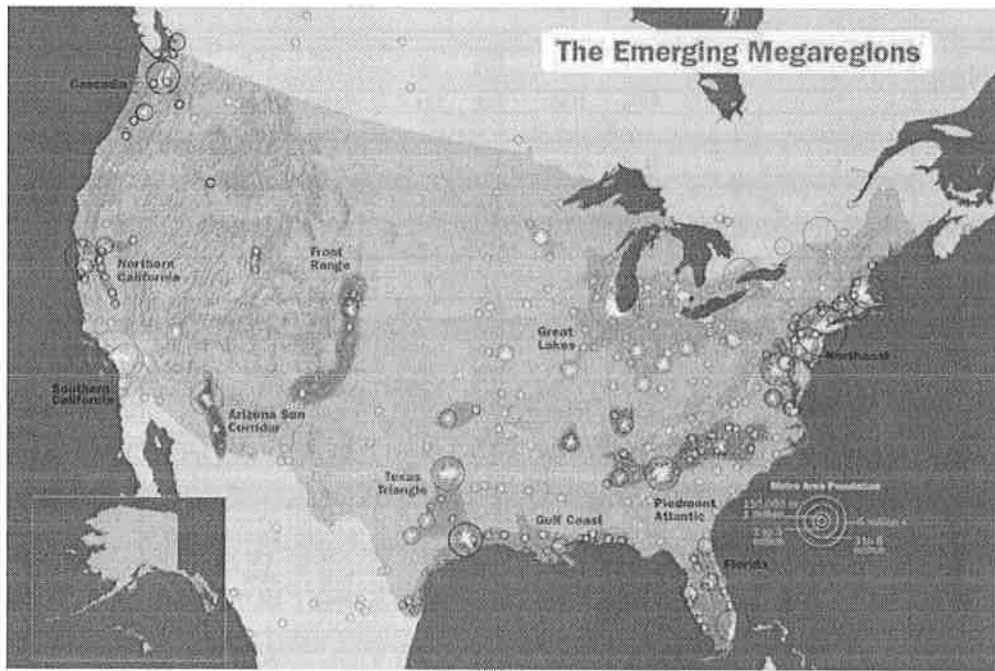 The Emerging Megaregions
Cascadia
Northern
California
Front
Range
Great
Lakes
Northeast
Southern
California
Arizona Sun
Corridor
Texas
Triangle
Gulf Coast
Piedmont
Atlantic
Florida
Metro Area Population